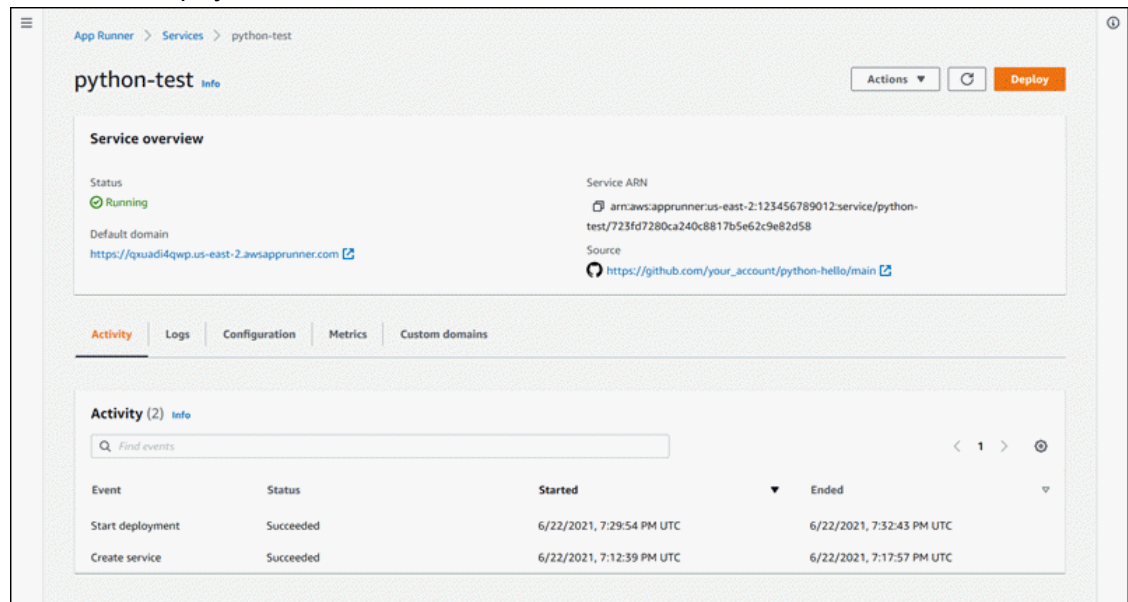 App Runner > Services > python-test
python-test Info
Actions ▼ Deploy
Service overview
Status
Running
Default domain
https://qxuadi4qwp.us-east-2.awsapprunner.com
Service ARN
arn:aws:apprunner:us-east-2:123456789012:service/python-
test/723fd7280ca240c8817b5e62c9e82d58
Source
https://github.com/your_account/python-hello/main
Activity Logs Configuration Metrics Custom domains
Activity (2) Info
Find events
< 1 >
Event Status Started Ended
Start deployment Succeeded 6/22/2021, 7:29:54 PM UTC 6/22/2021, 7:32:43 PM UTC
Create service Succeeded 6/22/2021, 7:12:39 PM UTC 6/22/2021, 7:17:57 PM UTC